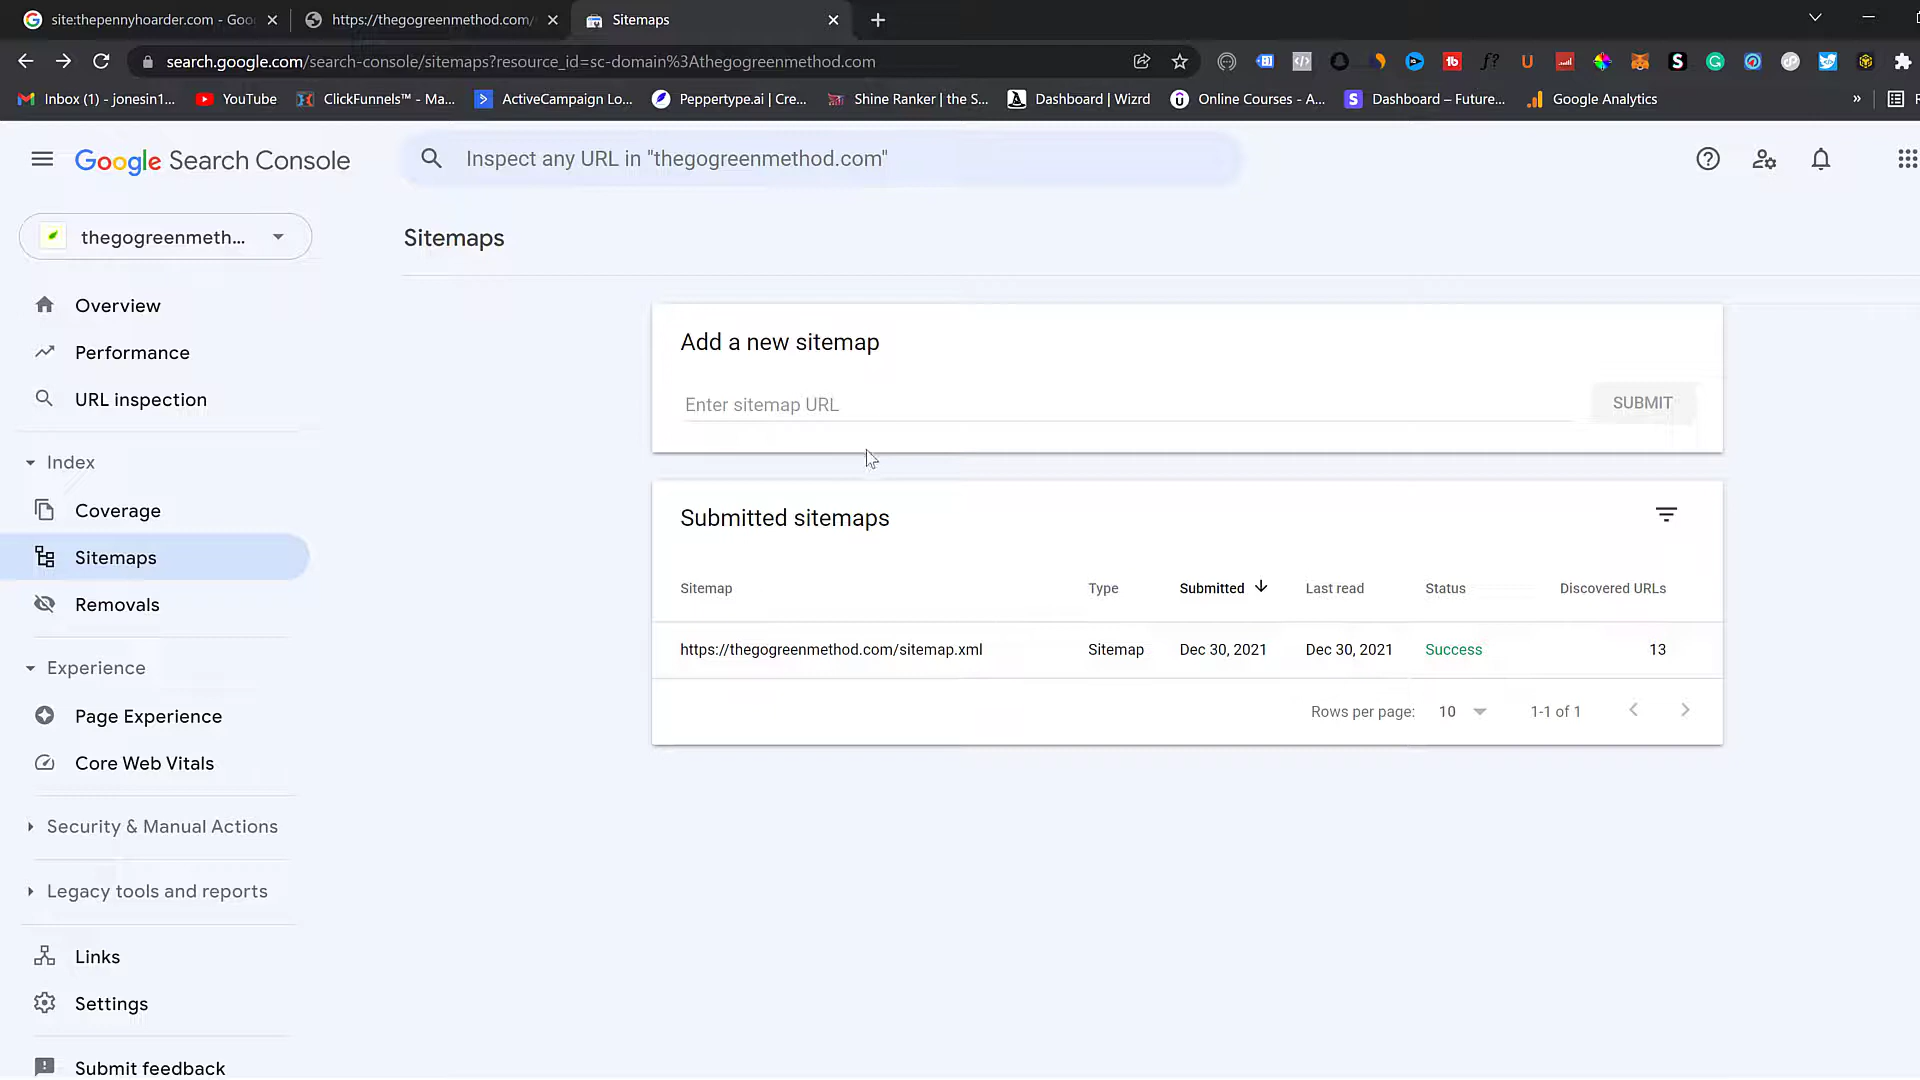 site:thepennyhoarder.com - Goo
https://thegogreenmethod.com/
Sitemaps
search.google.com/search-console/sitemaps?resource_id=sc-domain%3Athegogreenmethod.com
Inbox (1) - jonesin1...
YouTube
ClickFunnels™ - Ma...
ActiveCampaign Lo...
Peppertype.ai | Cre...
Shine Ranker | the S...
Dashboard | Wizrd
Online Courses - A...
Dashboard – Future...
Google Analytics
»
Google Search Console
Inspect any URL in "thegogreenmethod.com"
thegogreenmeth...
Sitemaps
Overview
Performance
URL inspection
Index
Coverage
Sitemaps
Removals
Experience
Page Experience
Core Web Vitals
Security & Manual Actions
Legacy tools and reports
Links
Settings
Submit feedback
Add a new sitemap
Enter sitemap URL
SUBMIT
Submitted sitemaps
Sitemap Type Submitted Last read Status Discovered URLs
https://thegogreenmethod.com/sitemap.xml Sitemap Dec 30, 2021 Dec 30, 2021 Success 13
Rows per page: 10 1-1 of 1